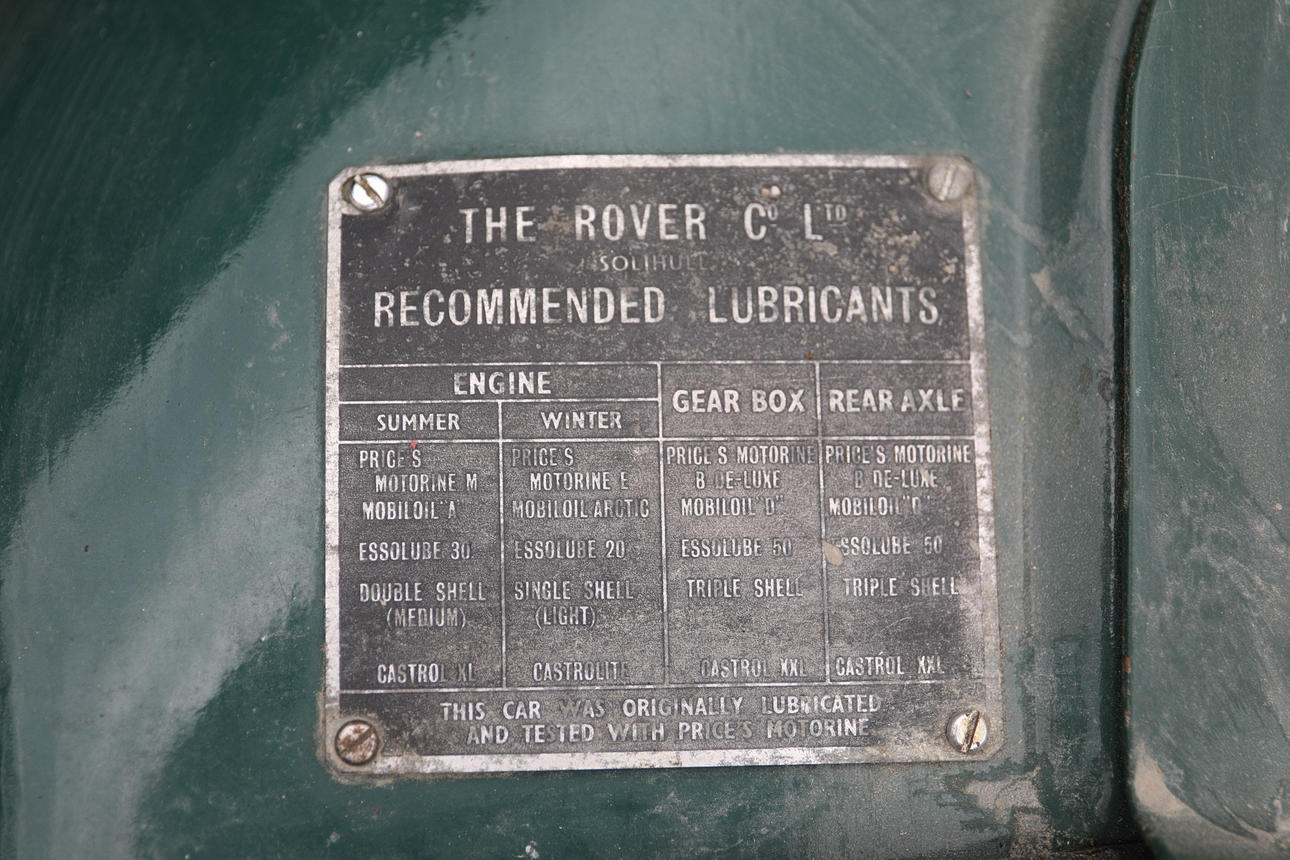 THE ROVER Cº LTD
SOLIHULL
RECOMMENDED LUBRICANTS
ENGINE
GEAR BOX
REAR AXLE
SUMMER
WINTER
PRICE'S
MOTORINE M
MOBILOIL "A"
ESSOLUBE 30
DOUBLE SHELL
(MEDIUM)
CASTROL XL
PRICE'S
MOTORINE E
MOBILOIL ARCTIC
ESSOLUBE 20
SINGLE SHELL
(LIGHT)
CASTROLITE
PRICE'S MOTORINE
B DE-LUXE
MOBILOIL "D"
ESSOLUBE 50
TRIPLE SHELL
CASTROL XXL
PRICE'S MOTORINE
B DE-LUXE
MOBILOIL "D"
ESSOLUBE 50
TRIPLE SHELL
CASTROL XXL
THIS CAR WAS ORIGINALLY LUBRICATED
AND TESTED WITH PRICE'S MOTORINE